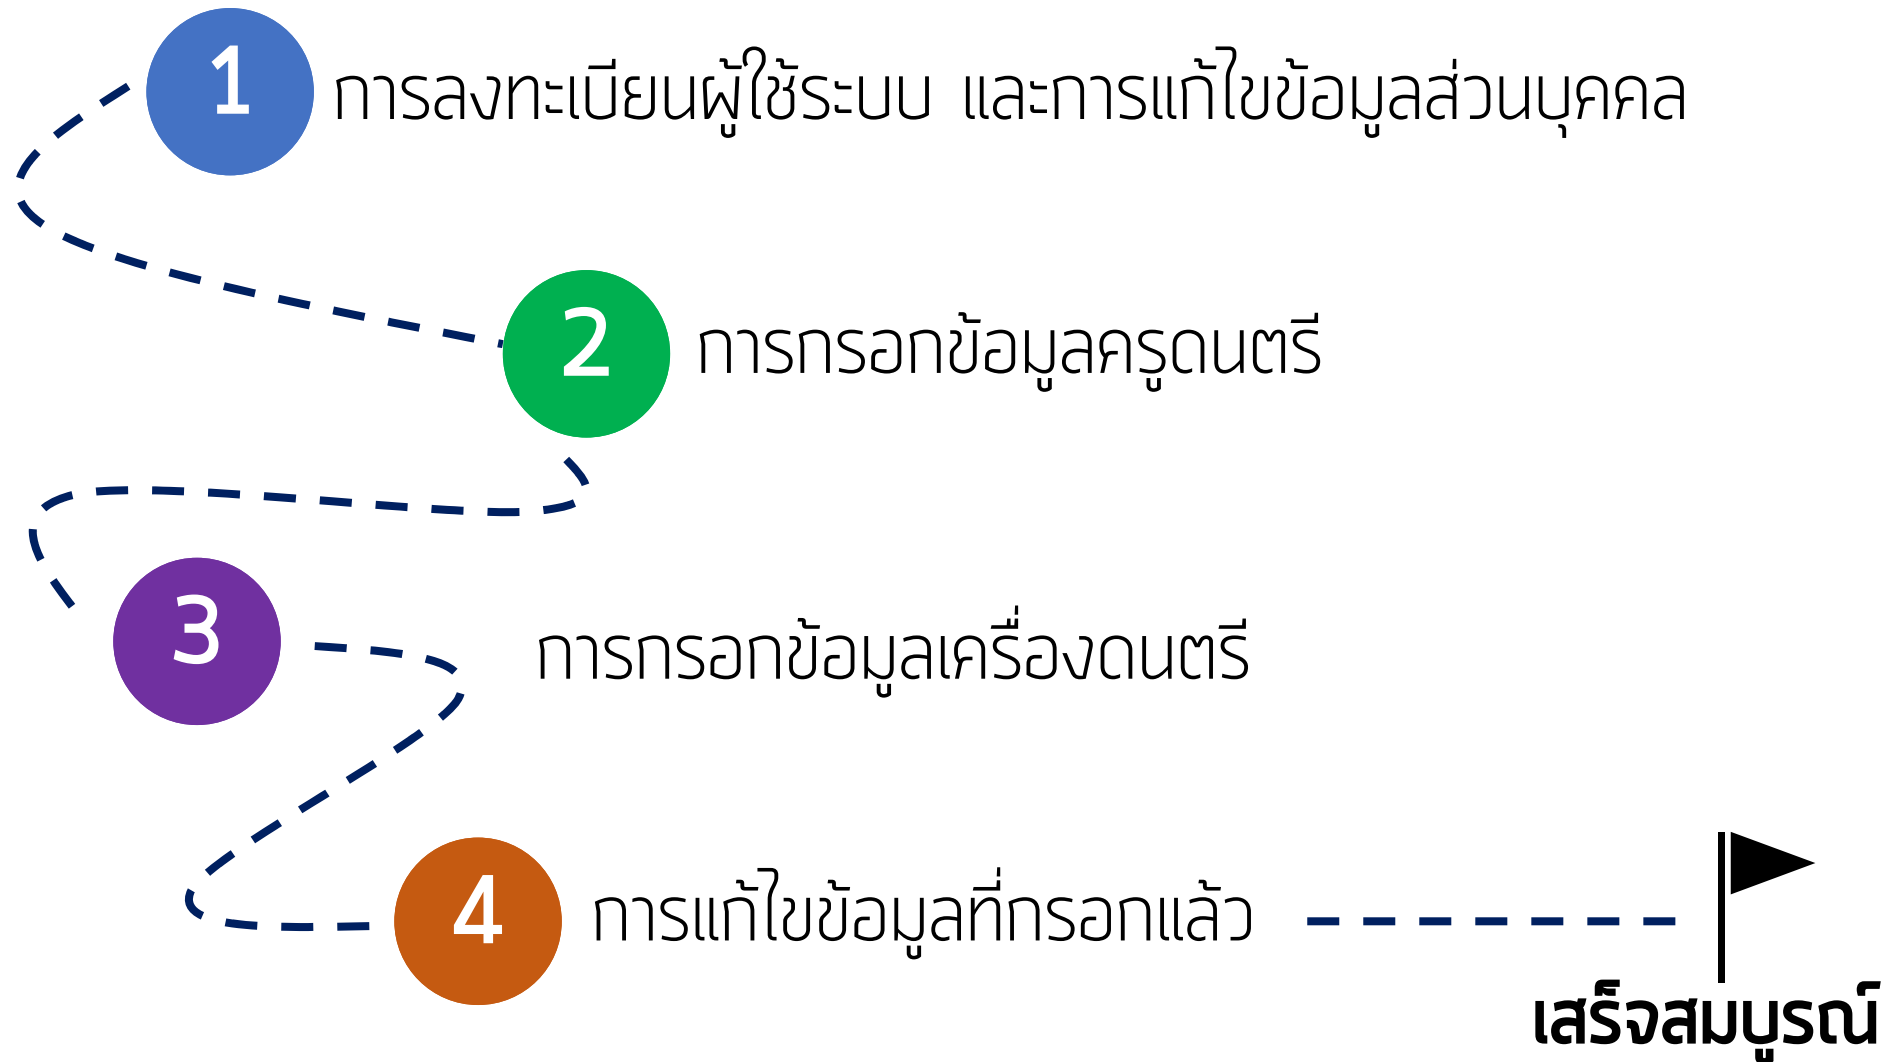 1 การลงทะเบียนผู้ใช้ระบบ และการแก้ไขข้อมูลส่วนบุคคล
2 การกรอกข้อมูลครูดนตรี
3 การกรอกข้อมูลเครื่องดนตรี
4 การแก้ไขข้อมูลที่กรอกแล้ว
เสร็จสมบูรณ์